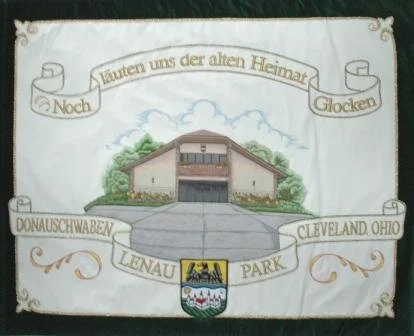 Noch läuten uns der alten Heimat Glocken
DONAUSCHWABEN LENAU PARK CLEVELAND, OHIO